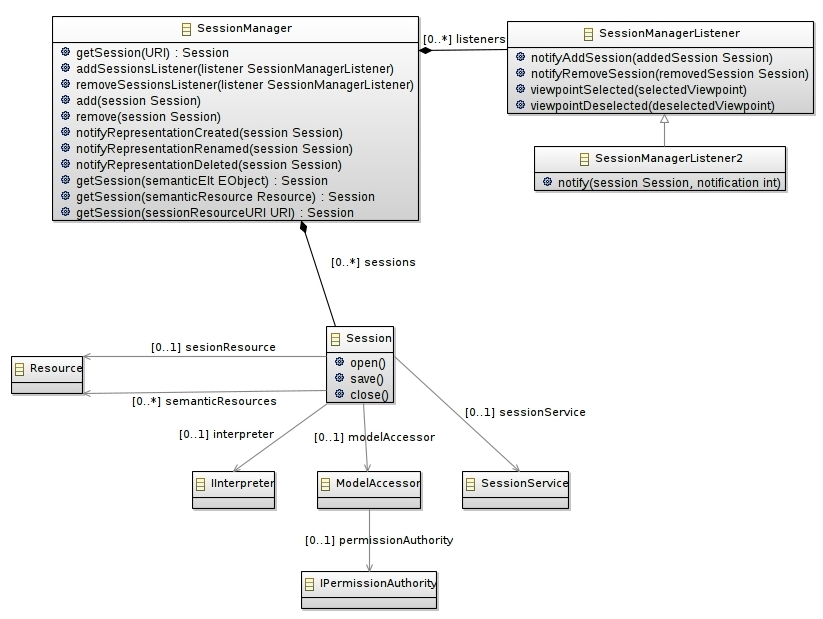 SessionManager
getSession(URI) : Session
addSessionsListener(listener SessionManagerListener)
removeSessionsListener(listener SessionManagerListener)
add(session Session)
remove(session Session)
notifyRepresentationCreated(session Session)
notifyRepresentationRenamed(session Session)
notifyRepresentationDeleted(session Session)
getSession(semanticElt EObject) : Session
getSession(semanticResource Resource) : Session
getSession(sessionResourceURI URI) : Session
[0..*] listeners
SessionManagerListener
notifyAddSession(addedSession Session)
notifyRemoveSession(removedSession Session)
viewpointSelected(selectedViewpoint)
viewpointDeselected(deselectedViewpoint)
SessionManagerListener2
notify(session Session, notification int)
[0..*] sessions
Session
open()
save()
close()
[0..1] sesionResource
Resource
[0..*] semanticResources
[0..1] interpreter
[0..1] modelAccessor
[0..1] sessionService
IInterpreter
ModelAccessor
SessionService
[0..1] permissionAuthority
IPermissionAuthority